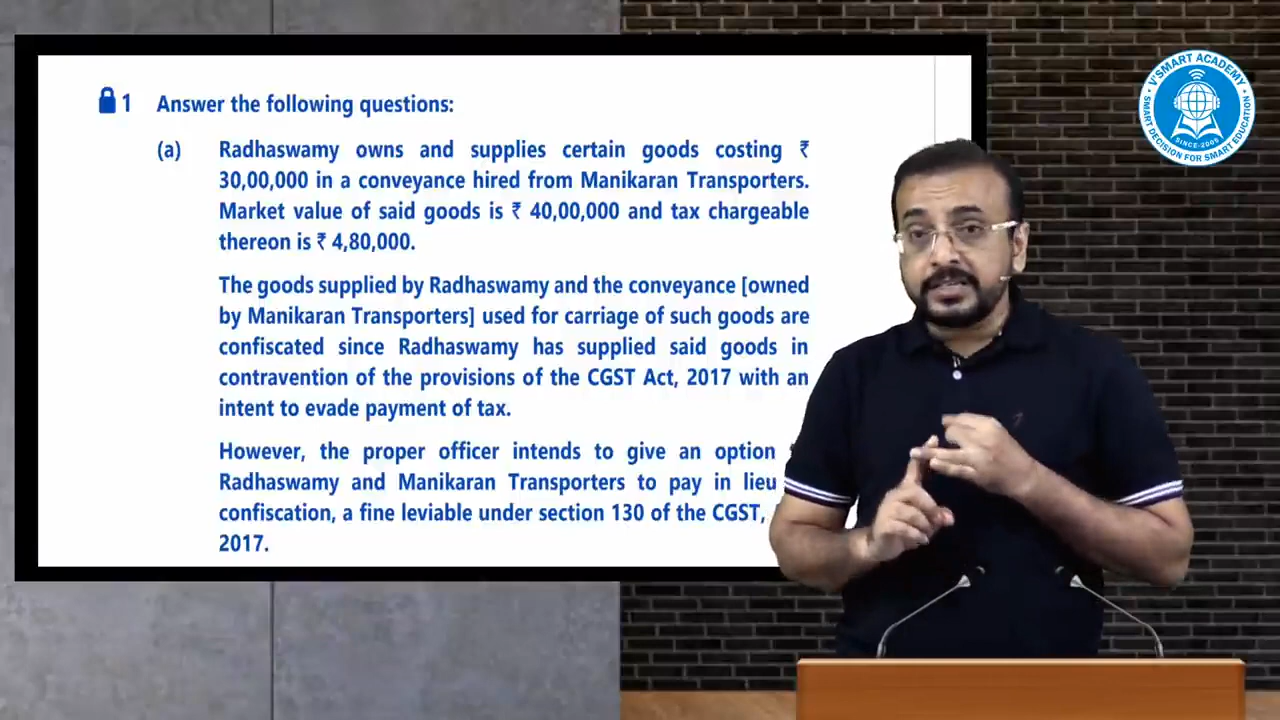 1 Answer the following questions:
(a) Radhaswamy owns and supplies certain goods costing ₹
30,00,000 in a conveyance hired from Manikaran Transporters.
Market value of said goods is ₹ 40,00,000 and tax chargeable
thereon is ₹ 4,80,000.
The goods supplied by Radhaswamy and the conveyance [owned
by Manikaran Transporters] used for carriage of such goods are
confiscated since Radhaswamy has supplied said goods in
contravention of the provisions of the CGST Act, 2017 with an
intent to evade payment of tax.
However, the proper officer intends to give an option
Radhaswamy and Manikaran Transporters to pay in lieu
confiscation, a fine leviable under section 130 of the CGST,
2017.
V'SMART ACADEMY
SMART DECISION FOR SMART EDUCATION
SINCE-2005